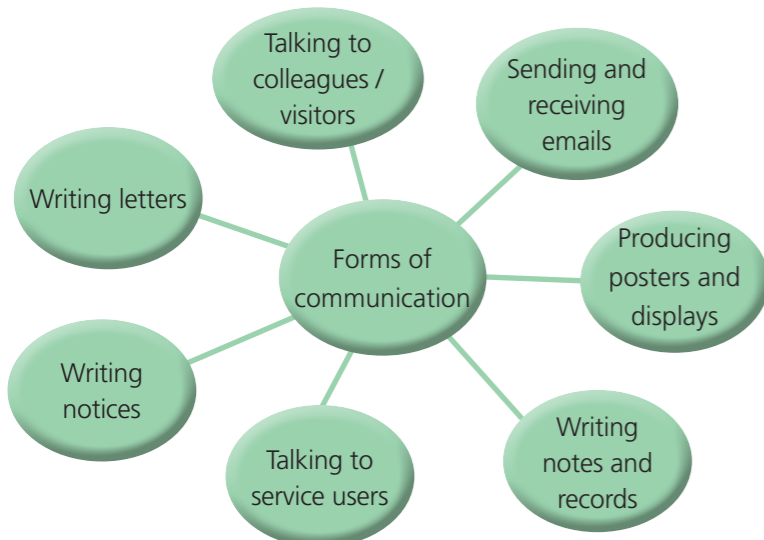 Talking to
colleagues /
visitors
Sending and
receiving
emails
Writing letters
Forms of
communication
Producing
posters and
displays
Writing
notices
Talking to
service users
Writing
notes and
records